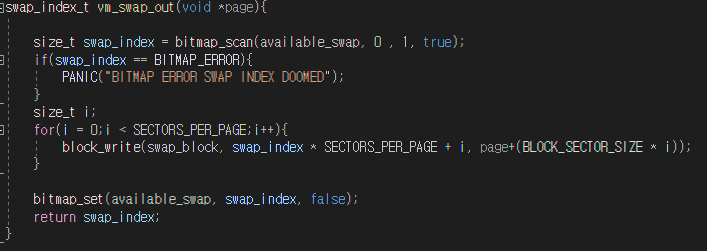 swap_index_t vm_swap_out(void *page){
size_t swap_index = bitmap_scan(available_swap, 0 , 1, true);
if(swap_index == BITMAP_ERROR){
PANIC("BITMAP ERROR SWAP INDEX DOOMED");
}
size_t i;
for(i = 0;i < SECTORS_PER_PAGE;i++){
block_write(swap_block, swap_index * SECTORS_PER_PAGE + i, page+(BLOCK_SECTOR_SIZE * i));
}
bitmap_set(available_swap, swap_index, false);
return swap_index;
}